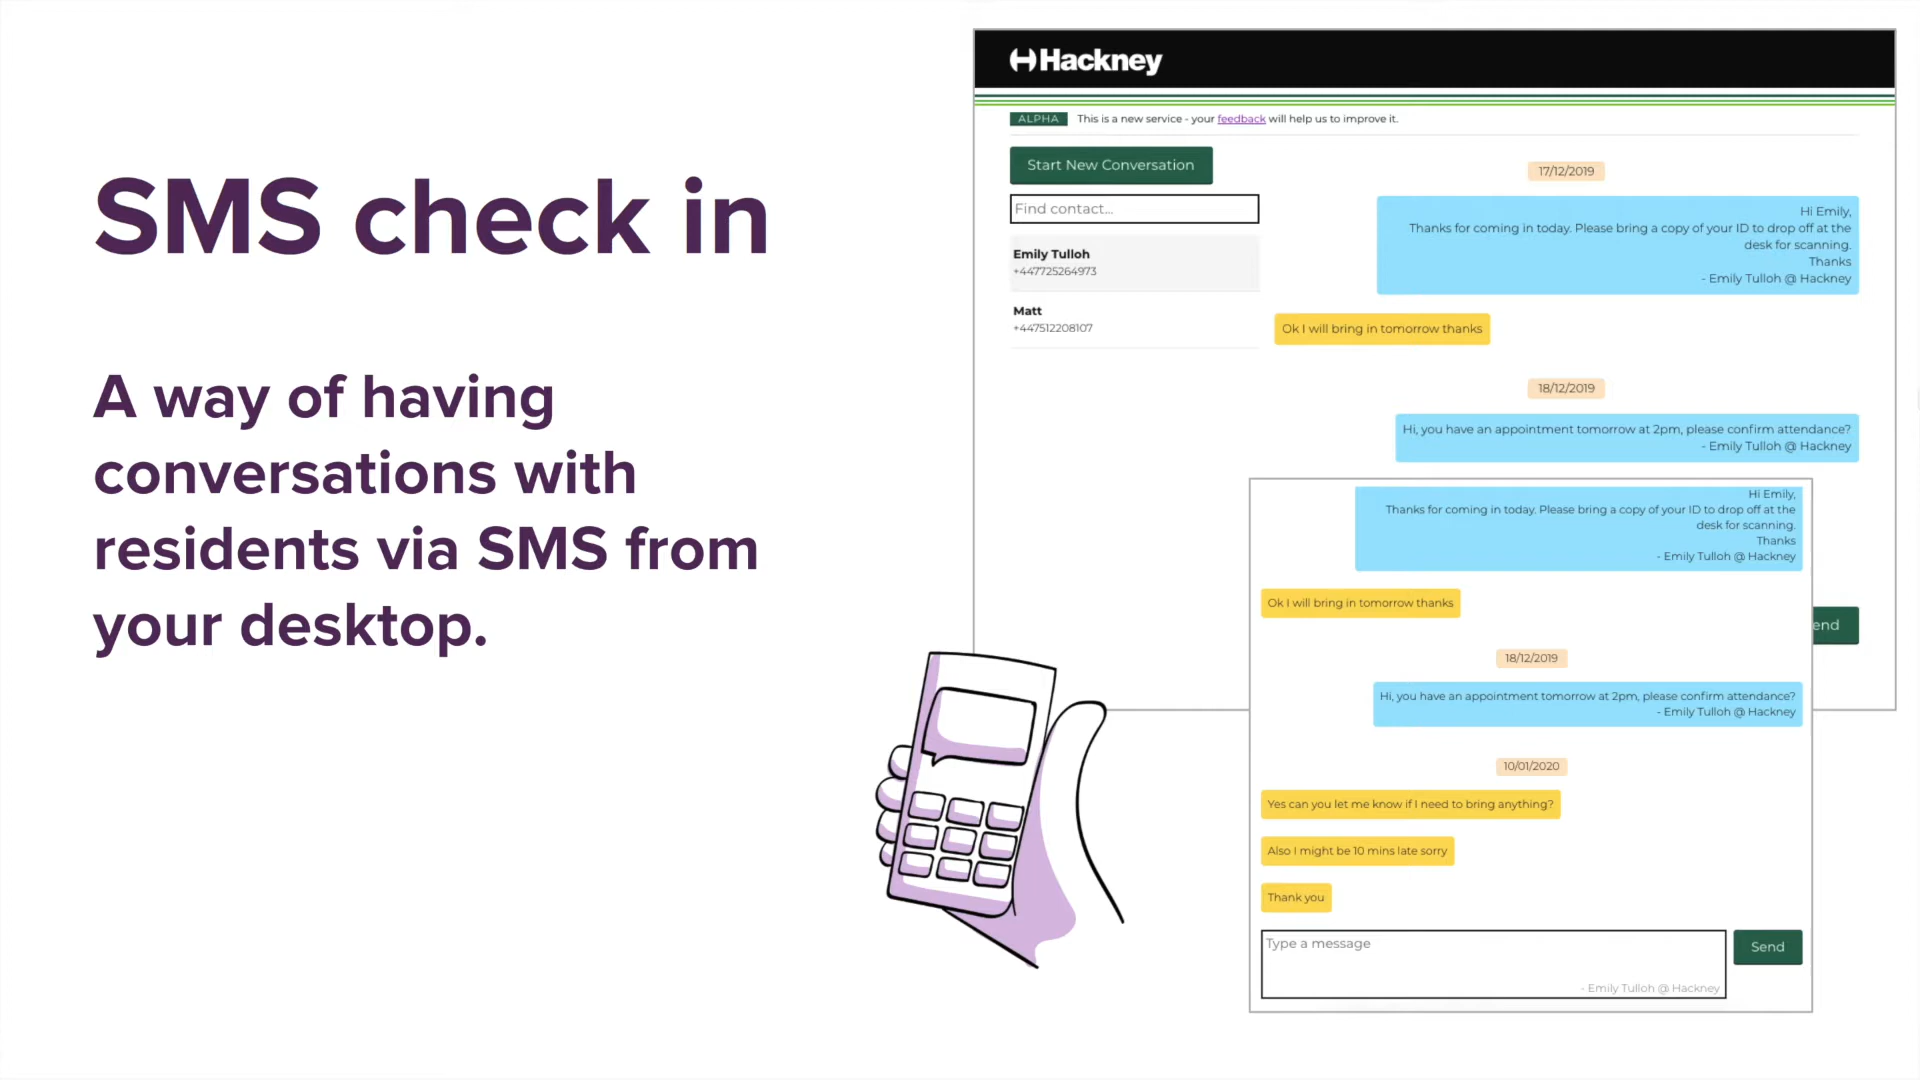 SMS check in
A way of having
conversations with
residents via SMS from
your desktop.
Hackney
ALPHA This is a new service - your feedback will help us to improve it.
Start New Conversation
Find contact...
Emily Tulloh
+447725264973
Matt
+447512208107
17/12/2019
Hi Emily,
Thanks for coming in today. Please bring a copy of your ID to drop off at the
desk for scanning.
Thanks
- Emily Tulloh @ Hackney
Ok I will bring in tomorrow thanks
18/12/2019
Hi, you have an appointment tomorrow at 2pm, please confirm attendance?
- Emily Tulloh @ Hackney
end
Hi Emily,
Thanks for coming in today. Please bring a copy of your ID to drop off at the
desk for scanning.
Thanks
- Emily Tulloh @ Hackney
Ok I will bring in tomorrow thanks
18/12/2019
Hi, you have an appointment tomorrow at 2pm, please confirm attendance?
- Emily Tulloh @ Hackney
10/01/2020
Yes can you let me know if I need to bring anything?
Also I might be 10 mins late sorry
Thank you
Type a message
- Emily Tulloh @ Hackney
Send